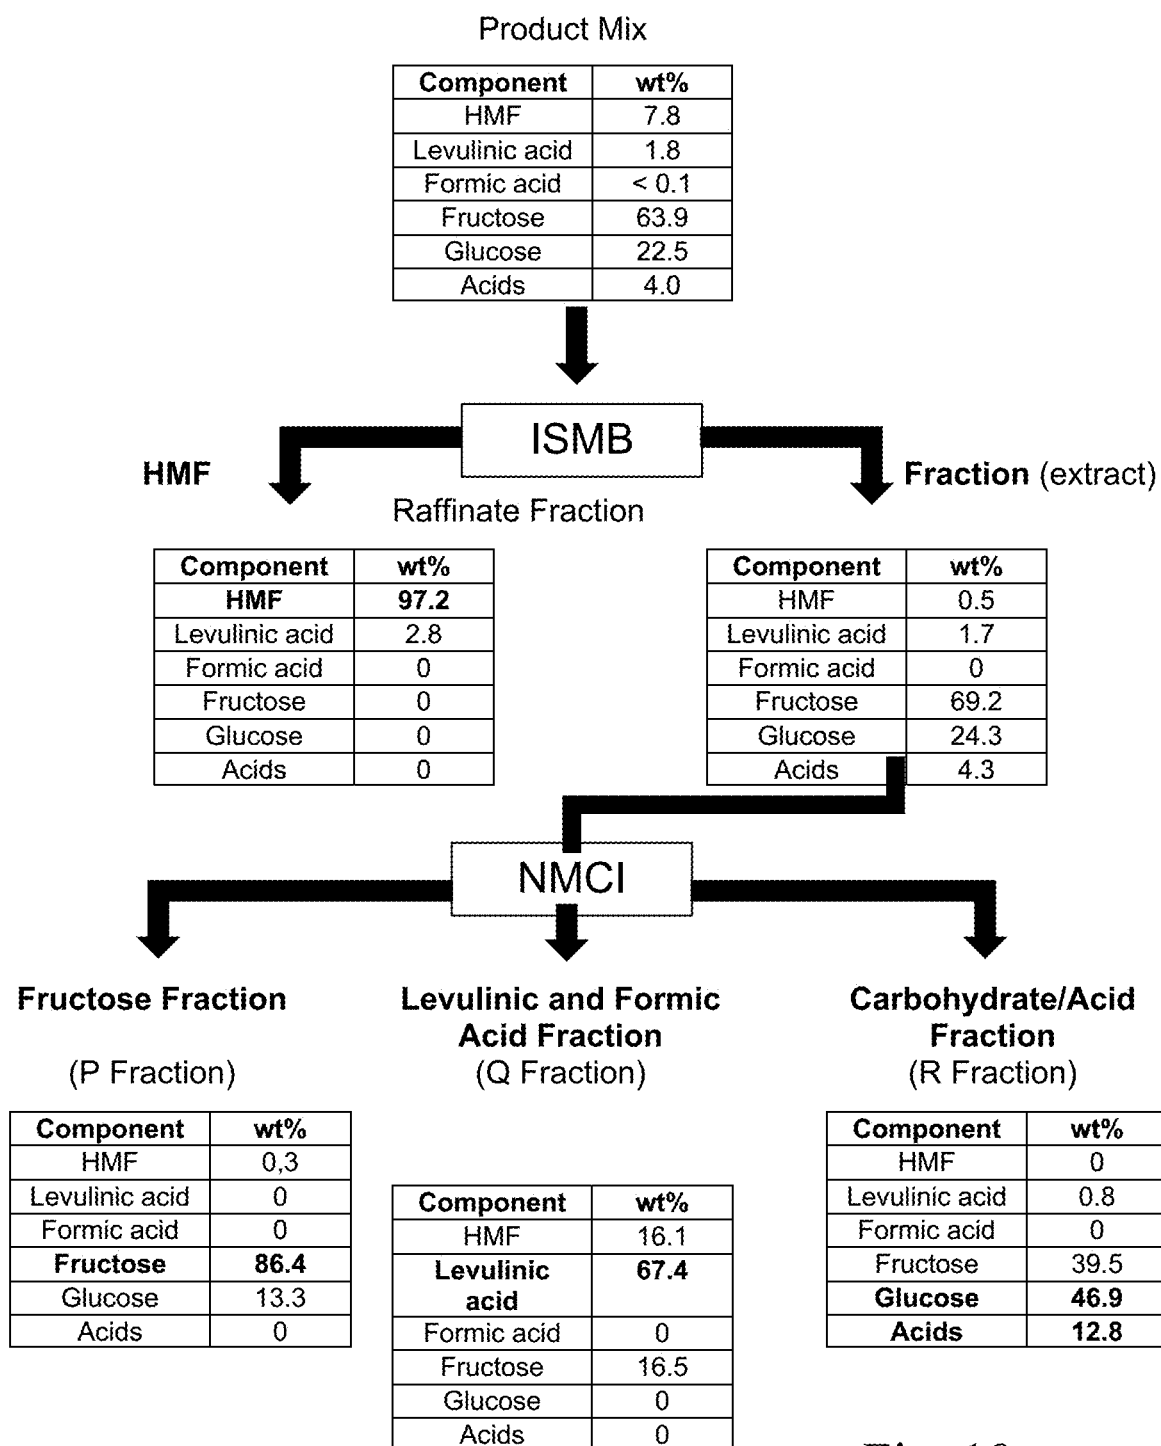 Product Mix
Component wt%
HMF 7.8
Levulinic acid 1.8
Formic acid < 0.1
Fructose 63.9
Glucose 22.5
Acids 4.0
ISMB
HMF
Fraction (extract)
Raffinate Fraction
Component wt%
HMF 97.2
Levulinic acid 2.8
Formic acid 0
Fructose 0
Glucose 0
Acids 0
Component wt%
HMF 0.5
Levulinic acid 1.7
Formic acid 0
Fructose 69.2
Glucose 24.3
Acids 4.3
NMCI
Fructose Fraction
(P Fraction)
Component wt%
HMF 0,3
Levulinic acid 0
Formic acid 0
Fructose 86.4
Glucose 13.3
Acids 0
Levulinic and Formic
Acid Fraction
(Q Fraction)
Component wt%
HMF 16.1
Levulinic 67.4
acid
Formic acid 0
Fructose 16.5
Glucose 0
Acids 0
Carbohydrate/Acid
Fraction
(R Fraction)
Component wt%
HMF 0
Levulinic acid 0.8
Formic acid 0
Fructose 39.5
Glucose 46.9
Acids 12.8